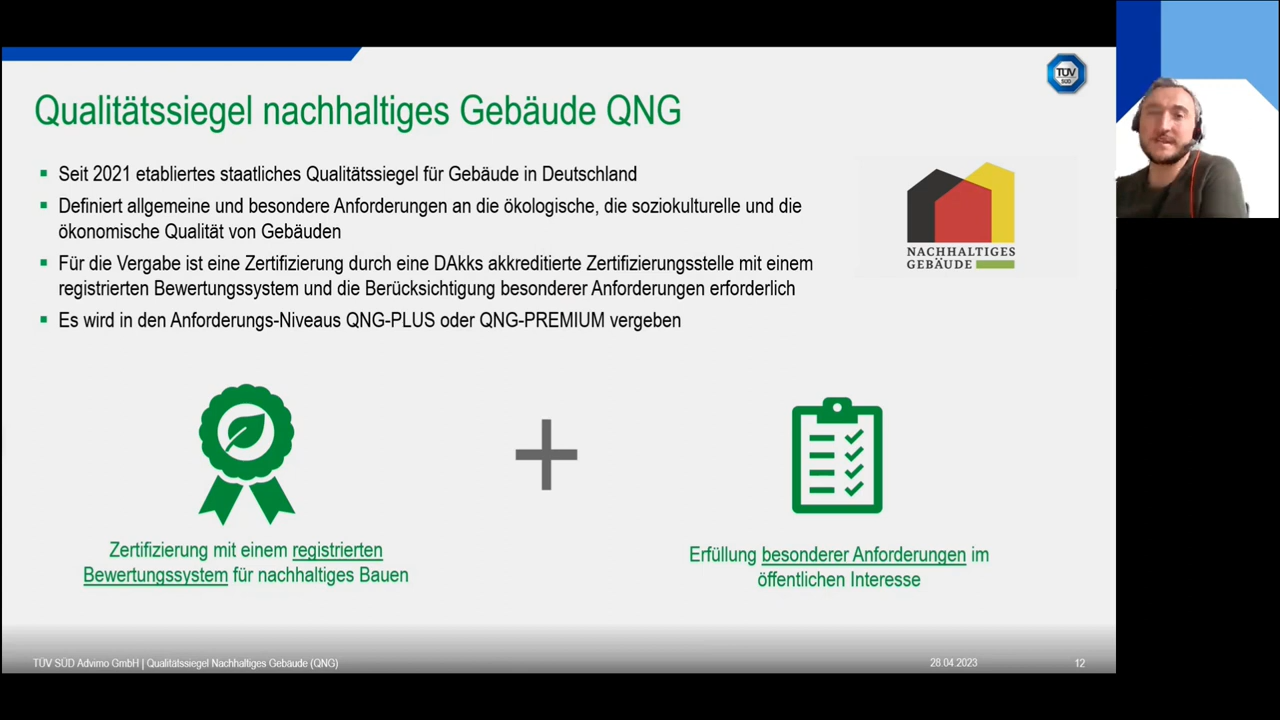 TÜV
SÜD
Qualitätssiegel nachhaltiges Gebäude QNG
Seit 2021 etabliertes staatliches Qualitätssiegel für Gebäude in Deutschland
Definiert allgemeine und besondere Anforderungen an die ökologische, die soziokulturelle und die
ökonomische Qualität von Gebäuden
Für die Vergabe ist eine Zertifizierung durch eine DAkks akkreditierte Zertifizierungsstelle mit einem
registrierten Bewertungssystem und die Berücksichtigung besonderer Anforderungen erforderlich
Es wird in den Anforderungs-Niveaus QNG-PLUS oder QNG-PREMIUM vergeben
NACHHALTIGES
GEBÄUDE
Zertifizierung mit einem registrierten
Bewertungssystem für nachhaltiges Bauen
Erfüllung besonderer Anforderungen im
öffentlichen Interesse
TÜV SÜD Advimo GmbH | Qualitätssiegel Nachhaltiges Gebäude (QNG)
28.04.2023
12